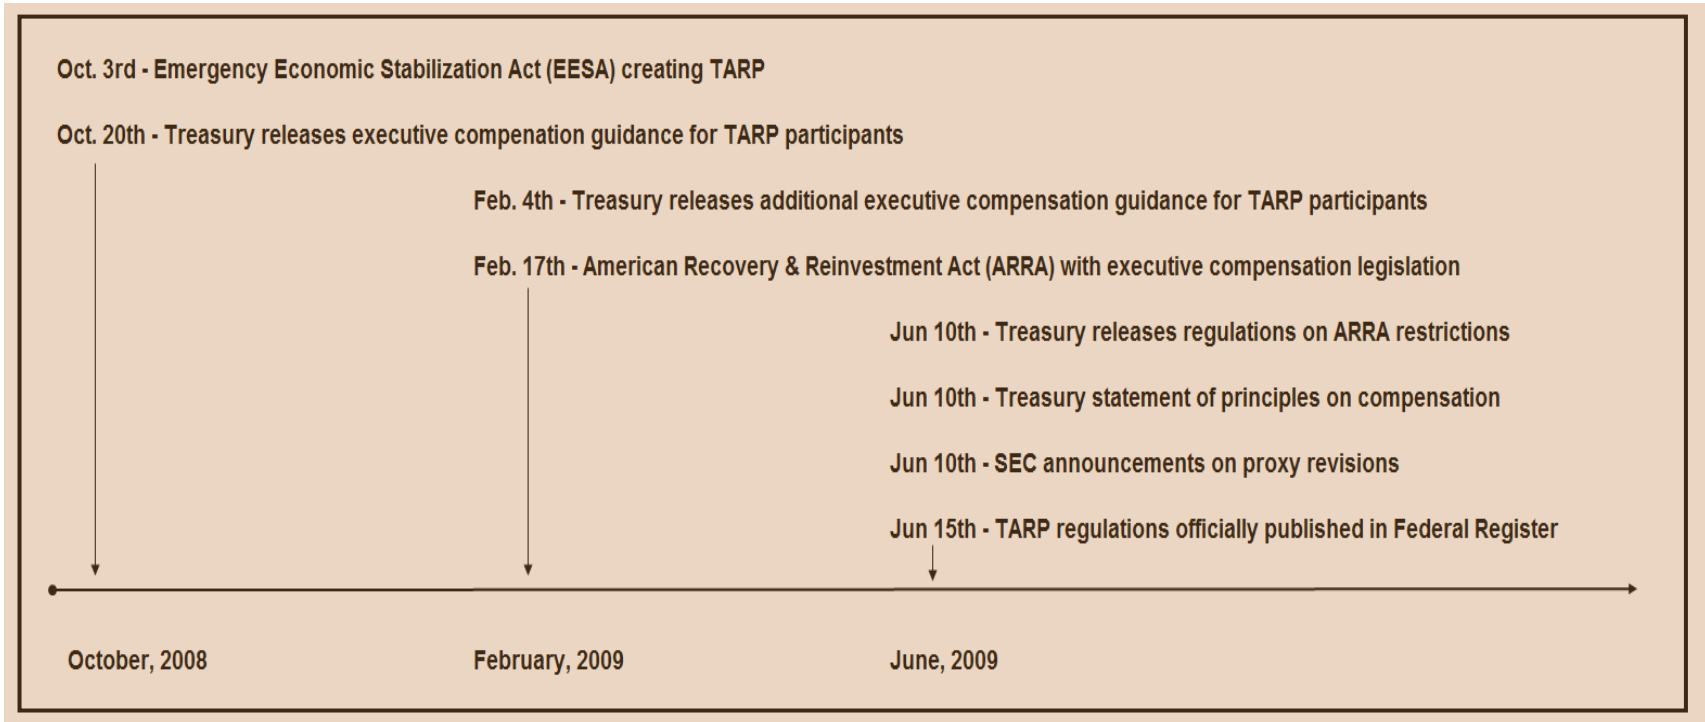 Oct. 3rd - Emergency Economic Stabilization Act (EESA) creating TARP
Oct. 20th - Treasury releases executive compenation guidance for TARP participants
Feb. 4th - Treasury releases additional executive compensation guidance for TARP participants
Feb. 17th - American Recovery & Reinvestment Act (ARRA) with executive compensation legislation
Jun 10th - Treasury releases regulations on ARRA restrictions
Jun 10th - Treasury statement of principles on compensation
Jun 10th - SEC announcements on proxy revisions
Jun 15th - TARP regulations officially published in Federal Register
October, 2008
February, 2009
June, 2009